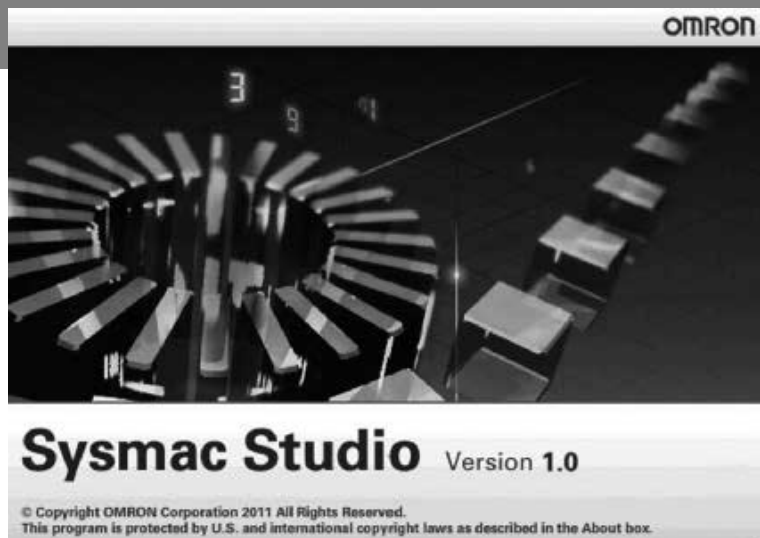 OMRON
Sysmac Studio Version 1.0
© Copyright OMRON Corporation 2011 All Rights Reserved.
This program is protected by U.S. and international copyright laws as described in the About box.